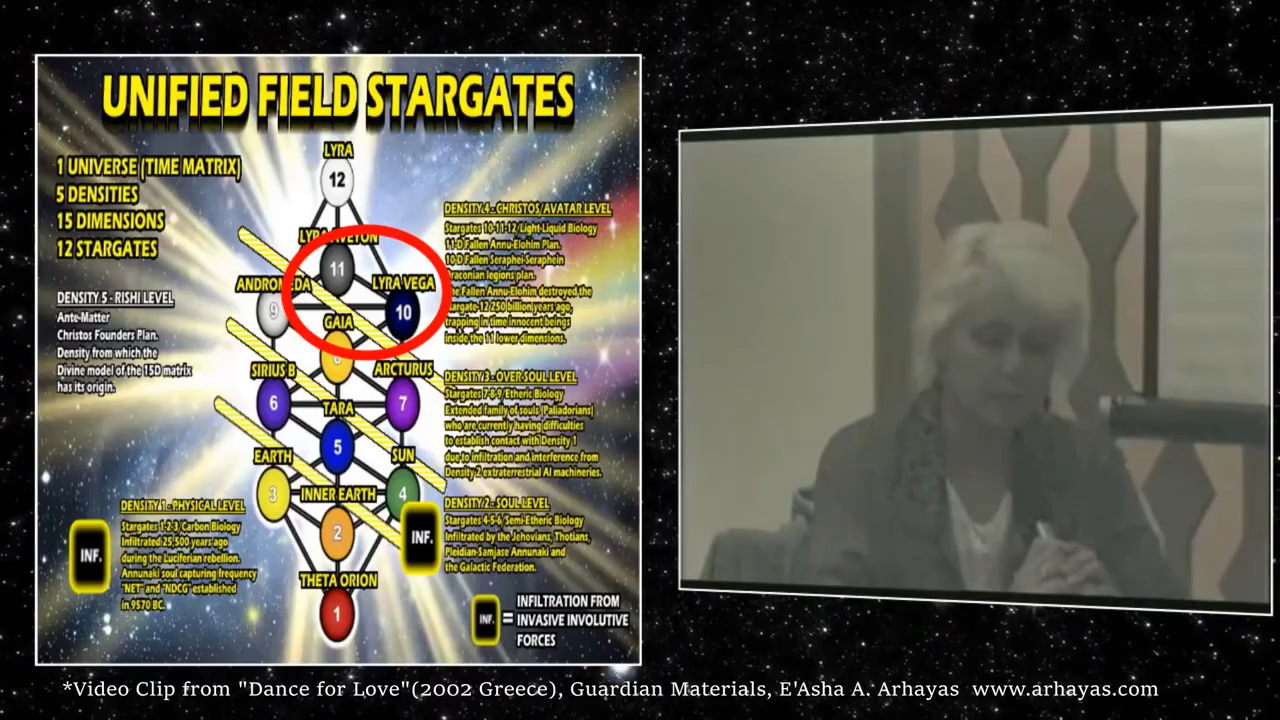 UNIFIED FIELD STARGATES
1 UNIVERSE (TIME MATRIX)
5 DENSITIES
15 DIMENSIONS
12 STARGATES
DENSITY 5 - RISHI LEVEL
Ante-Matter
Christos Founders Plan.
Density from which the
Divine model of the 15D matrix
has its origin.
LYRA
12
LYRA AVEYON
11
ANDROMEDA
9
LYRA VEGA
10
GAIA
8
SIRIUS B
6
ARCTURUS
7
TARA
5
EARTH
3
SUN
4
INNER EARTH
2
THETA ORION
1
DENSITY 4 - CHRISTOS/AVATAR LEVEL
Stargates 10-11-12/Light-Liquid Biology
11-D Fallen Annu-Elohim Plan.
10-D Fallen Seraphei-Seraphein
raconian legions plan.
he Fallen Annu-Elohim destroyed the
targate-12 250 billion years ago,
trapping in time innocent beings
inside the 11 lower dimensions.
DENSITY 3 - OVER-SOUL LEVEL
Stargates 7-8-9/Etheric Biology
Extended family of souls (Paliadorians)
who are currently having difficulties
to establish contact with Density 1
due to infiltration and interference from
Density 2 extraterrestrial AI machineries.
DENSITY 2 - SOUL LEVEL
Stargates 4-5-6/Semi-Etheric Biology
Infiltrated by the Jehovians, Thotians,
Pleidian-Samjase Annunaki and
the Galactic Federation.
INF.
DENSITY 1 - PHYSICAL LEVEL
Stargates 1-2-3/Carbon Biology
Infiltrated 25,500 years ago
during the Luciferian rebellion.
Annunaki soul capturing frequency
"NET" and "NDCG" established
in 9570 BC.
INF.
INF. = INFILTRATION FROM
INVASIVE INVOLUTIVE
FORCES
*Video Clip from "Dance for Love"(2002 Greece), Guardian Materials, E'Asha A. Arhayas www.arhayas.com